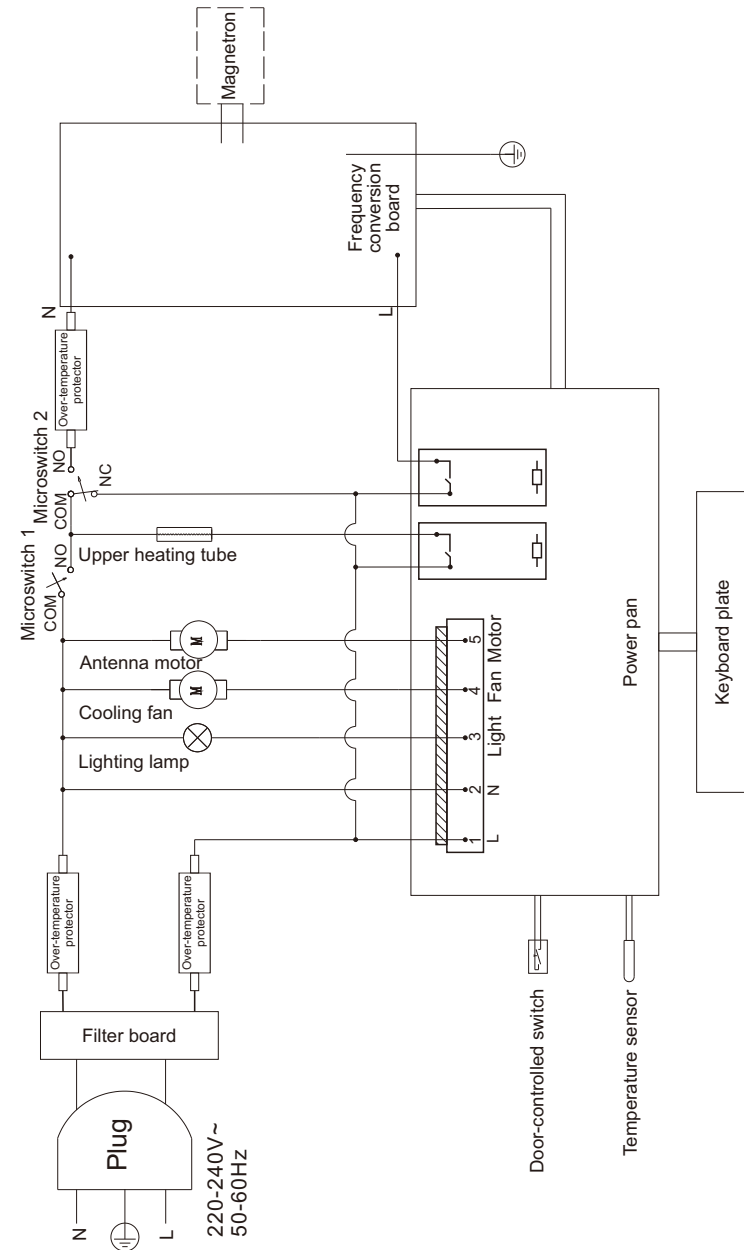 Magnetron
Frequency
conversion
board
N
L
Over-temperature
protector
Microswitch 2
NO
COM
NC
Microswitch 1
NO
COM
Upper heating tube
Antenna motor
M
Cooling fan
M
Lighting lamp
5
4
3
2
1
Motor
Fan
Light
N
L
Power pan
Keyboard plate
Over-temperature
protector
Over-temperature
protector
Filter board
Door-controlled switch
Temperature sensor
Plug
N
L
220-240V~
50-60Hz